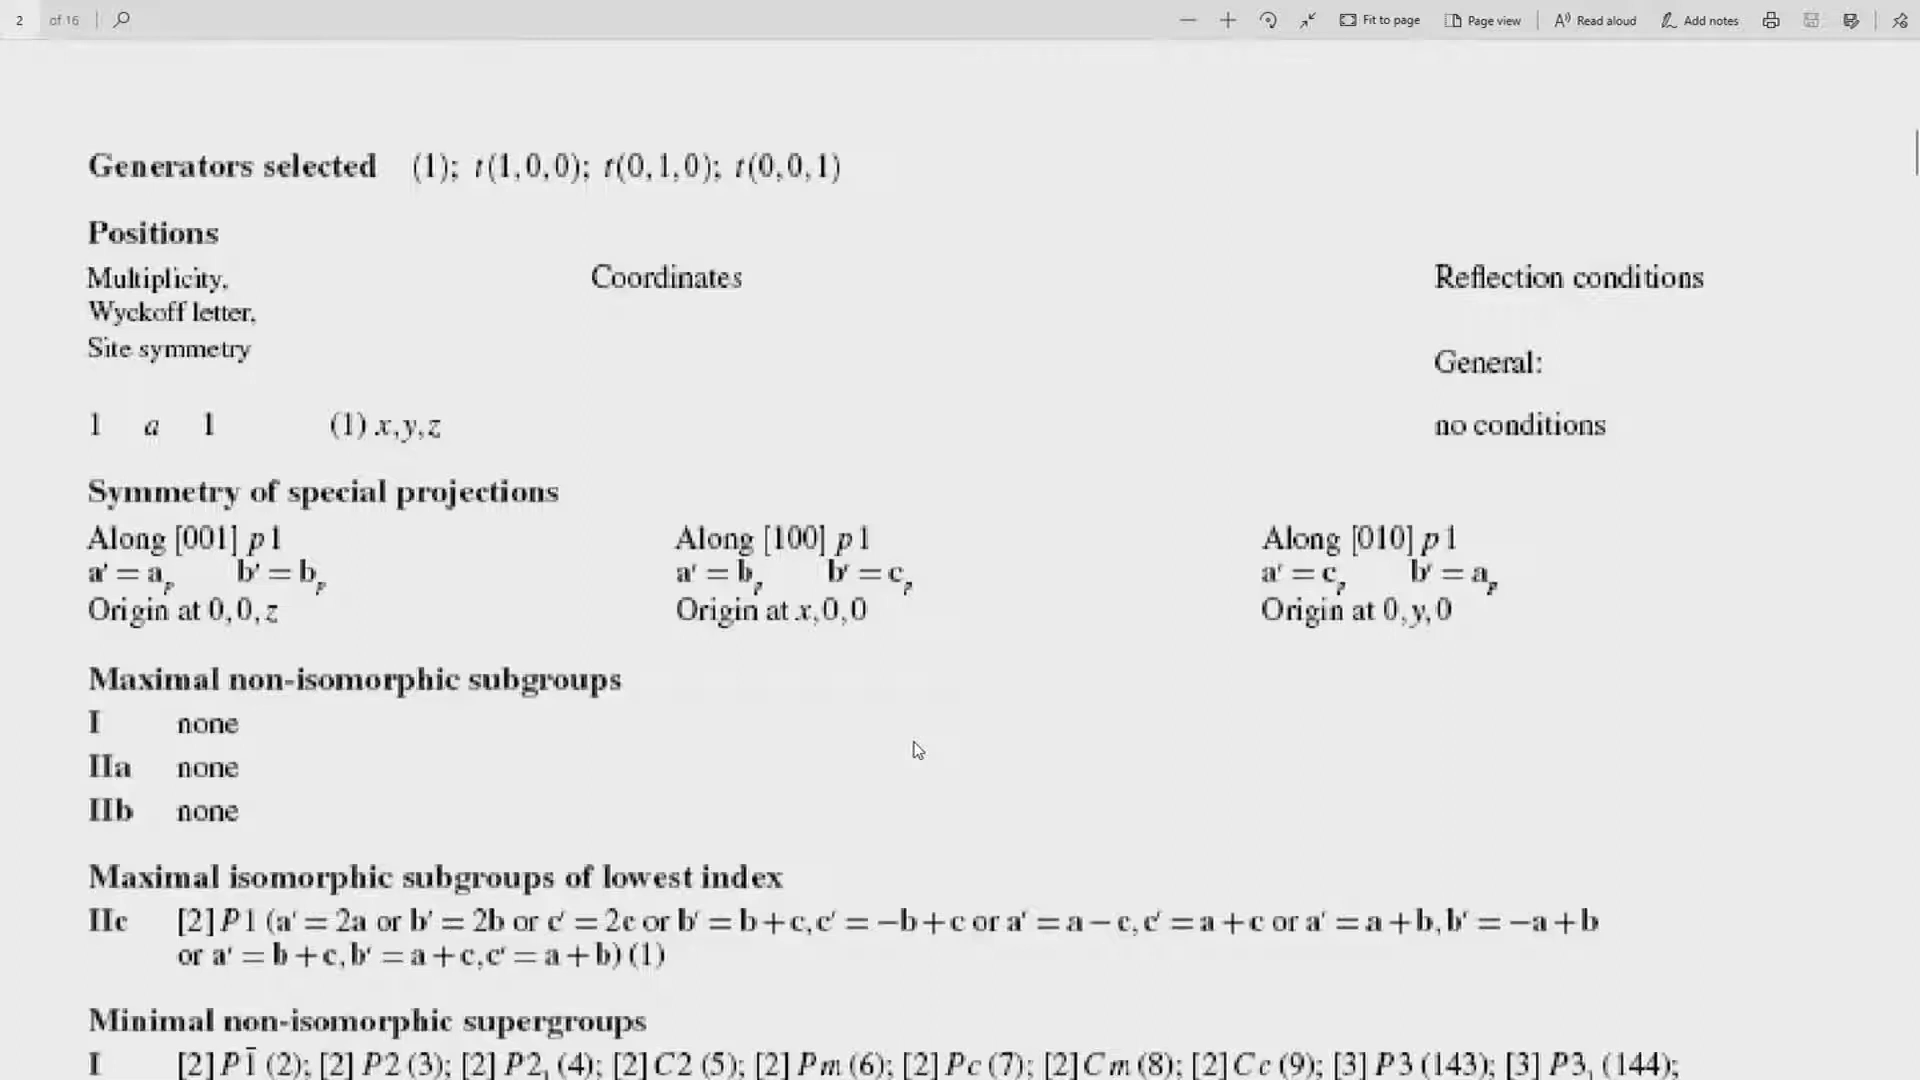 2 of 16 Fit to page Page view Read aloud Add notes
Generators selected (1); t(1,0,0); t(0,1,0); t(0,0,1)
Positions
Multiplicity, Coordinates Reflection conditions
Wyckoff letter,
Site symmetry
General:
1 a 1 (1) x,y,z no conditions
Symmetry of special projections
Along [001] p1 Along [100] p1 Along [010] p1
a′ = aₚ b′ = bₚ a′ = bₚ b′ = cₚ a′ = cₚ b′ = aₚ
Origin at 0,0,z Origin at x,0,0 Origin at 0,y,0
Maximal non-isomorphic subgroups
I none
IIa none
IIb none
Maximal isomorphic subgroups of lowest index
IIc [2] P1 (a′ = 2a or b′ = 2b or c′ = 2c or b′ = b+c, c′ = −b+c or a′ = a−c, c′ = a+c or a′ = a+b, b′ = −a+b
or a′ = b+c, b′ = a+c, c′ = a+b) (1)
Minimal non-isomorphic supergroups
I [2] P1̄ (2); [2] P2 (3); [2] P2₁ (4); [2] C2 (5); [2] Pm (6); [2] Pc (7); [2] Cm (8); [2] Cc (9); [3] P3 (143); [3] P3₁ (144);